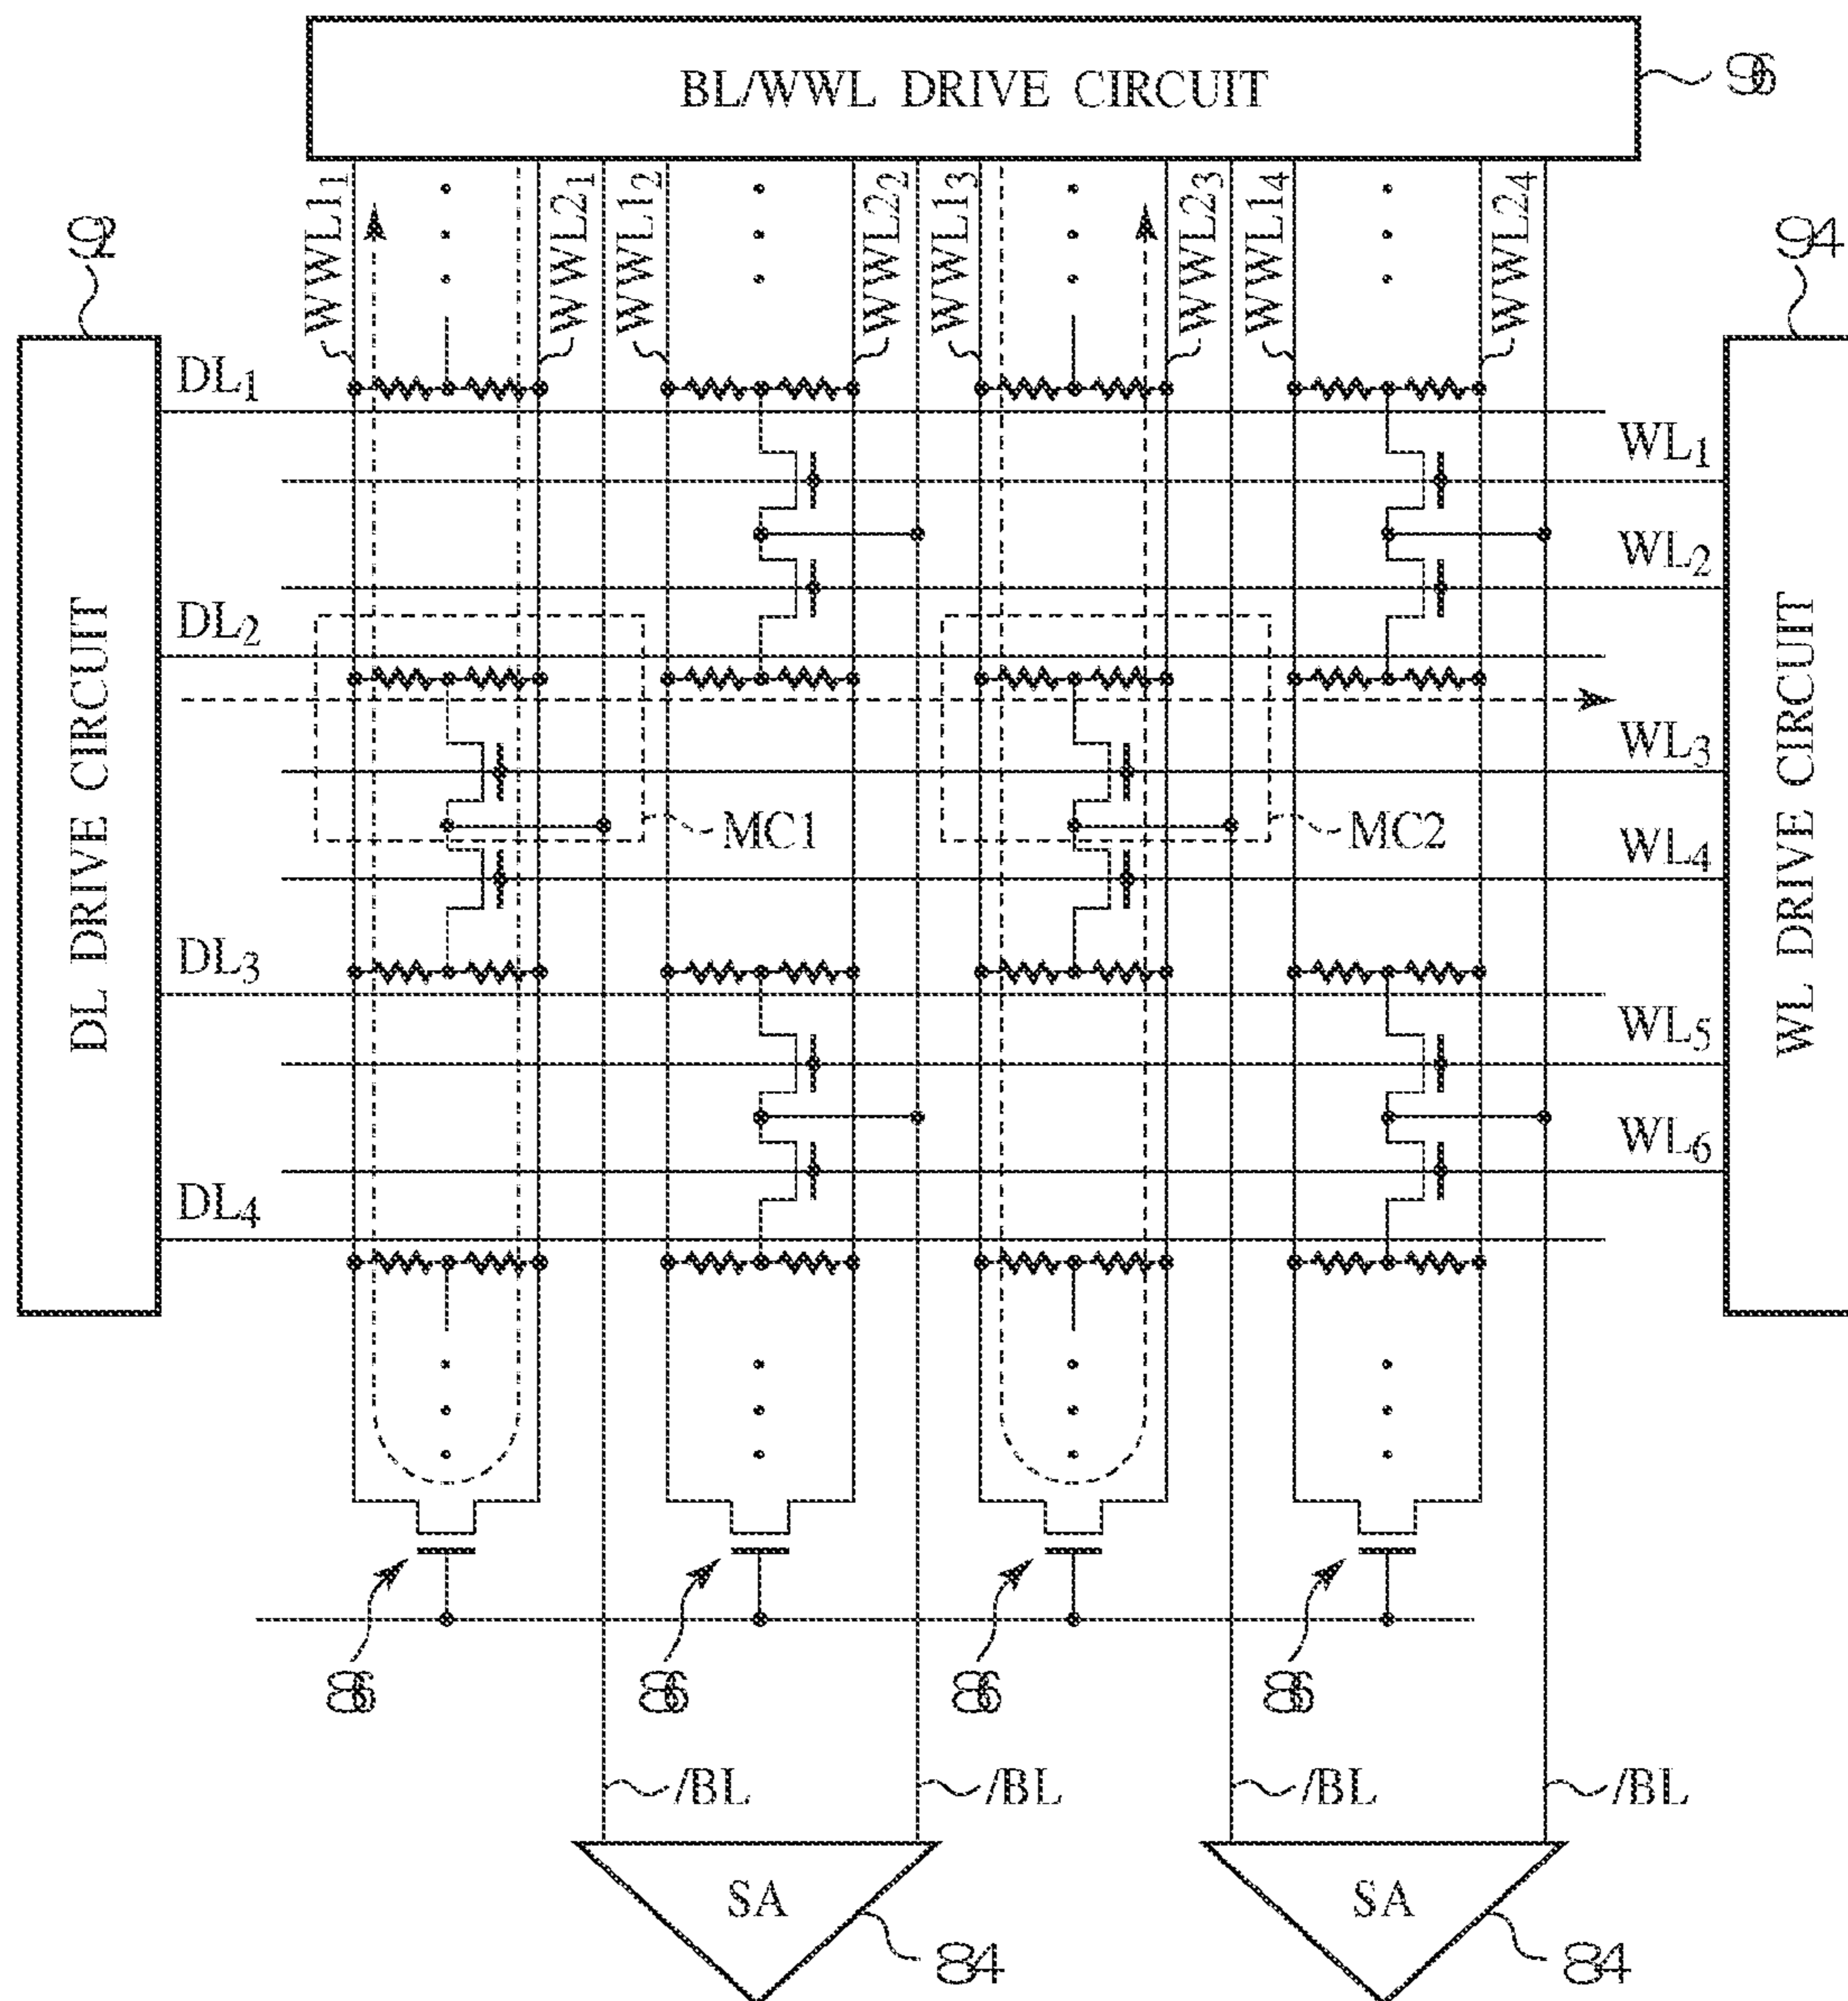 BL/WWL DRIVE CIRCUIT
96
92
94
WWL1₁
WWL2₁
WWL1₂
WWL2₂
WWL1₃
WWL2₃
WWL1₄
WWL2₄
DL DRIVE CIRCUIT
WL DRIVE CIRCUIT
DL₁
WL₁
WL₂
DL₂
WL₃
MC1
MC2
WL₄
DL₃
WL₅
WL₆
DL₄
86
86
86
86
/BL
/BL
/BL
/BL
SA
SA
84
84